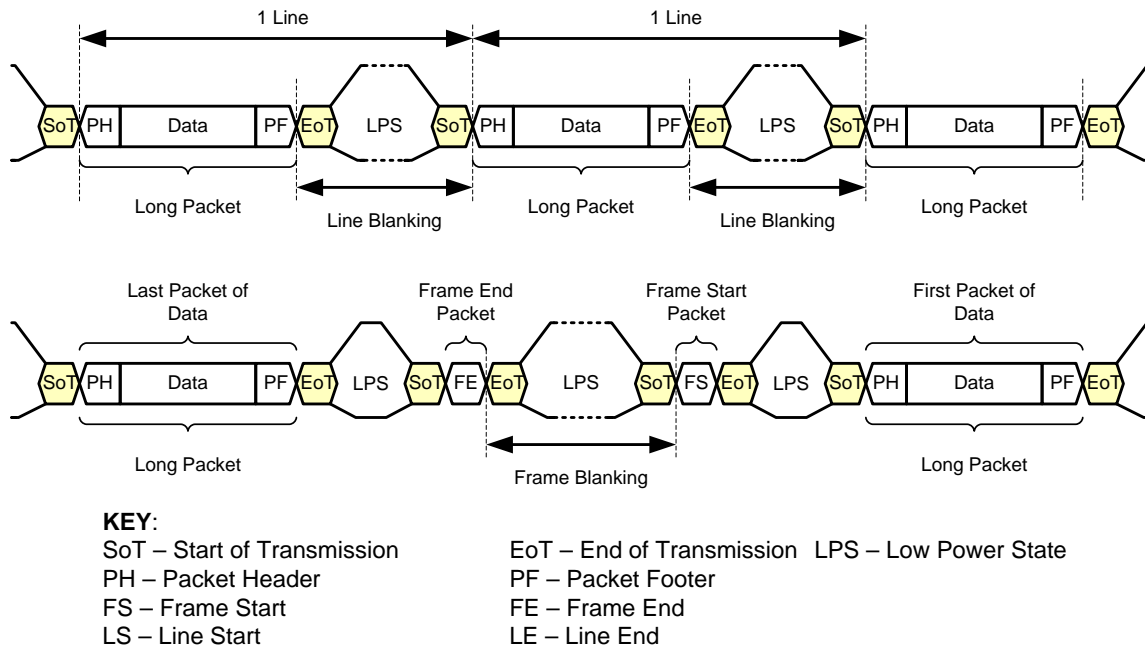 1 Line 1 Line
SoT PH Data PF EoT LPS SoT PH Data PF EoT LPS SoT PH Data PF EoT
Long Packet Line Blanking Long Packet Line Blanking Long Packet
Last Packet of Data Frame End Packet Frame Start Packet First Packet of Data
SoT PH Data PF EoT LPS SoT FE EoT LPS SoT FS EoT LPS SoT PH Data PF EoT
Long Packet Frame Blanking Long Packet
KEY:
SoT – Start of Transmission EoT – End of Transmission LPS – Low Power State
PH – Packet Header PF – Packet Footer
FS – Frame Start FE – Frame End
LS – Line Start LE – Line End